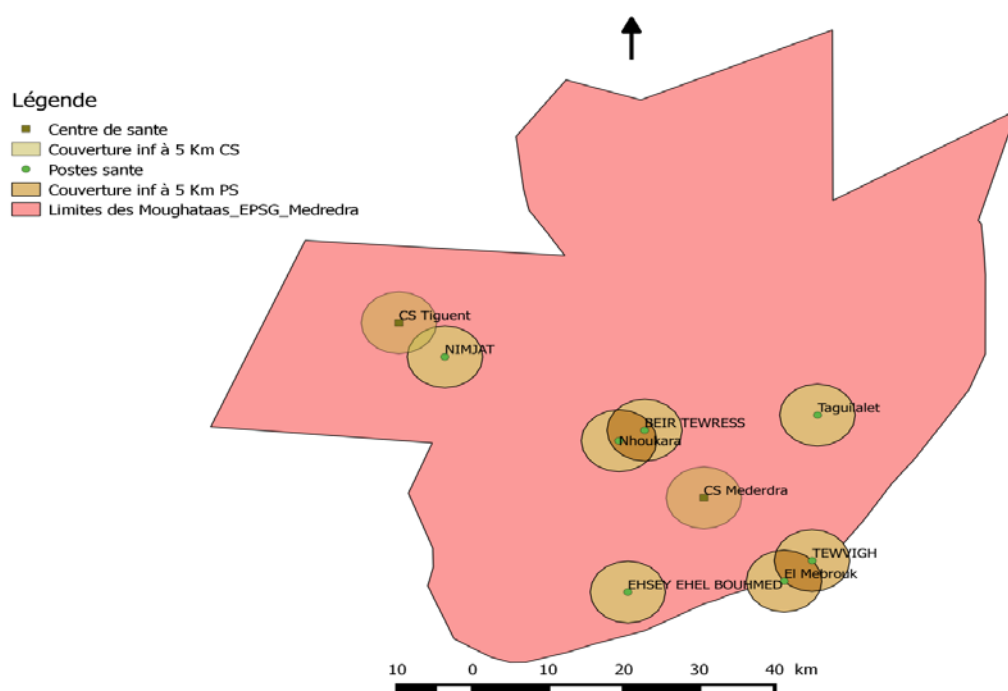 Légende
Centre de sante
Couverture inf à 5 Km CS
Postes sante
Couverture inf à 5 Km PS
Limites des Moughataas_EPSG_Medredra
CS Tiguent
NIMJAT
Taguilalet
BEIR TEWRESS
Nhoukara
CS Mederdra
TEWVIGH
El Mebrouk
EHSEY EHEL BOUHMED
10 0 10 20 30 40 km